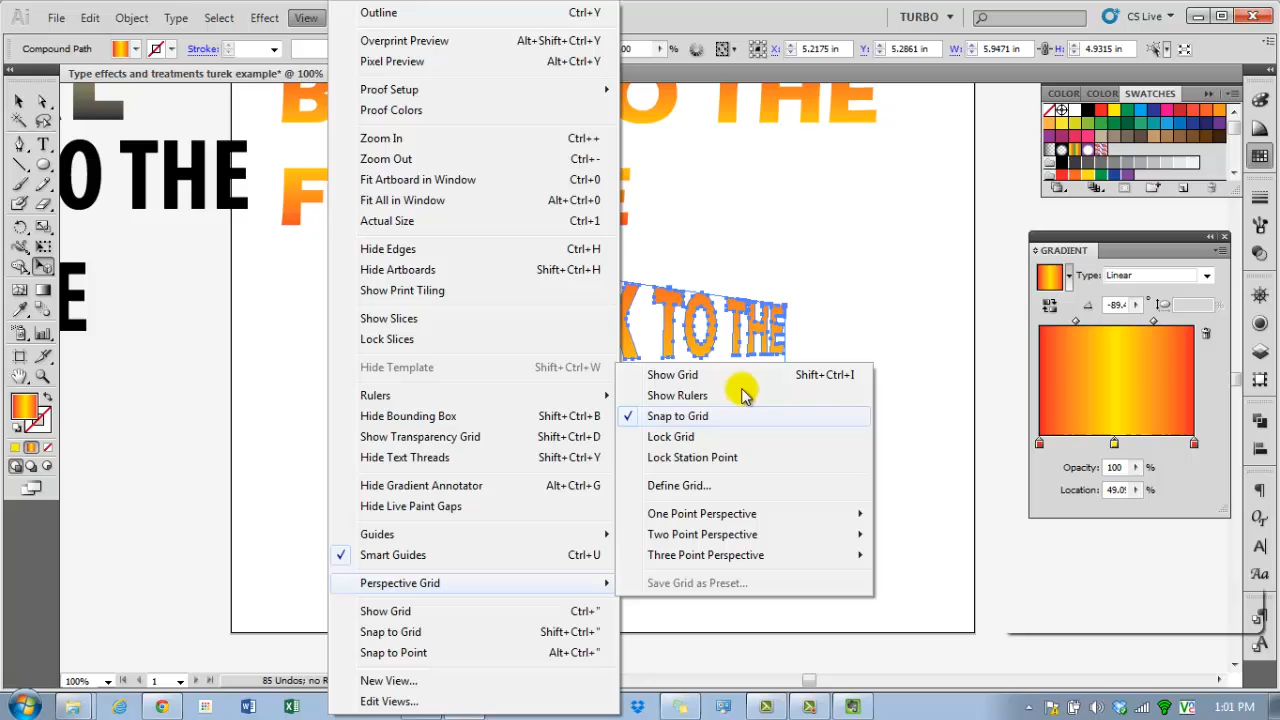 Ai File Edit Object Type Select Effect View TURBO CS Live
Compound Path Stroke: 00 % X: 5.2175 in Y: 5.2861 in W: 5.9471 in H: 4.9315 in
Type effects and treatments turek example* @ 100%
Outline Ctrl+Y
Overprint Preview Alt+Shift+Ctrl+Y
Pixel Preview Alt+Ctrl+Y
Proof Setup
Proof Colors
Zoom In Ctrl++
Zoom Out Ctrl+-
Fit Artboard in Window Ctrl+0
Fit All in Window Alt+Ctrl+0
Actual Size Ctrl+1
Hide Edges Ctrl+H
Hide Artboards Shift+Ctrl+H
Show Print Tiling
Show Slices
Lock Slices
Hide Template Shift+Ctrl+W
Rulers
Hide Bounding Box Shift+Ctrl+B
Show Transparency Grid Shift+Ctrl+D
Hide Text Threads Shift+Ctrl+Y
Hide Gradient Annotator Alt+Ctrl+G
Hide Live Paint Gaps
Guides
Smart Guides Ctrl+U
Perspective Grid
Show Grid Ctrl+"
Snap to Grid Shift+Ctrl+"
Snap to Point Alt+Ctrl+"
New View...
Edit Views...
Show Grid Shift+Ctrl+I
Show Rulers
Snap to Grid
Lock Grid
Lock Station Point
Define Grid...
One Point Perspective
Two Point Perspective
Three Point Perspective
Save Grid as Preset...
O THE
E
B O THE
F E
K TO THE
COLOR COLOR SWATCHES
GRADIENT
Type: Linear
-89.4 °
Opacity: 100 %
Location: 49.09 %
100% 1 85 Undos; no R
1:01 PM